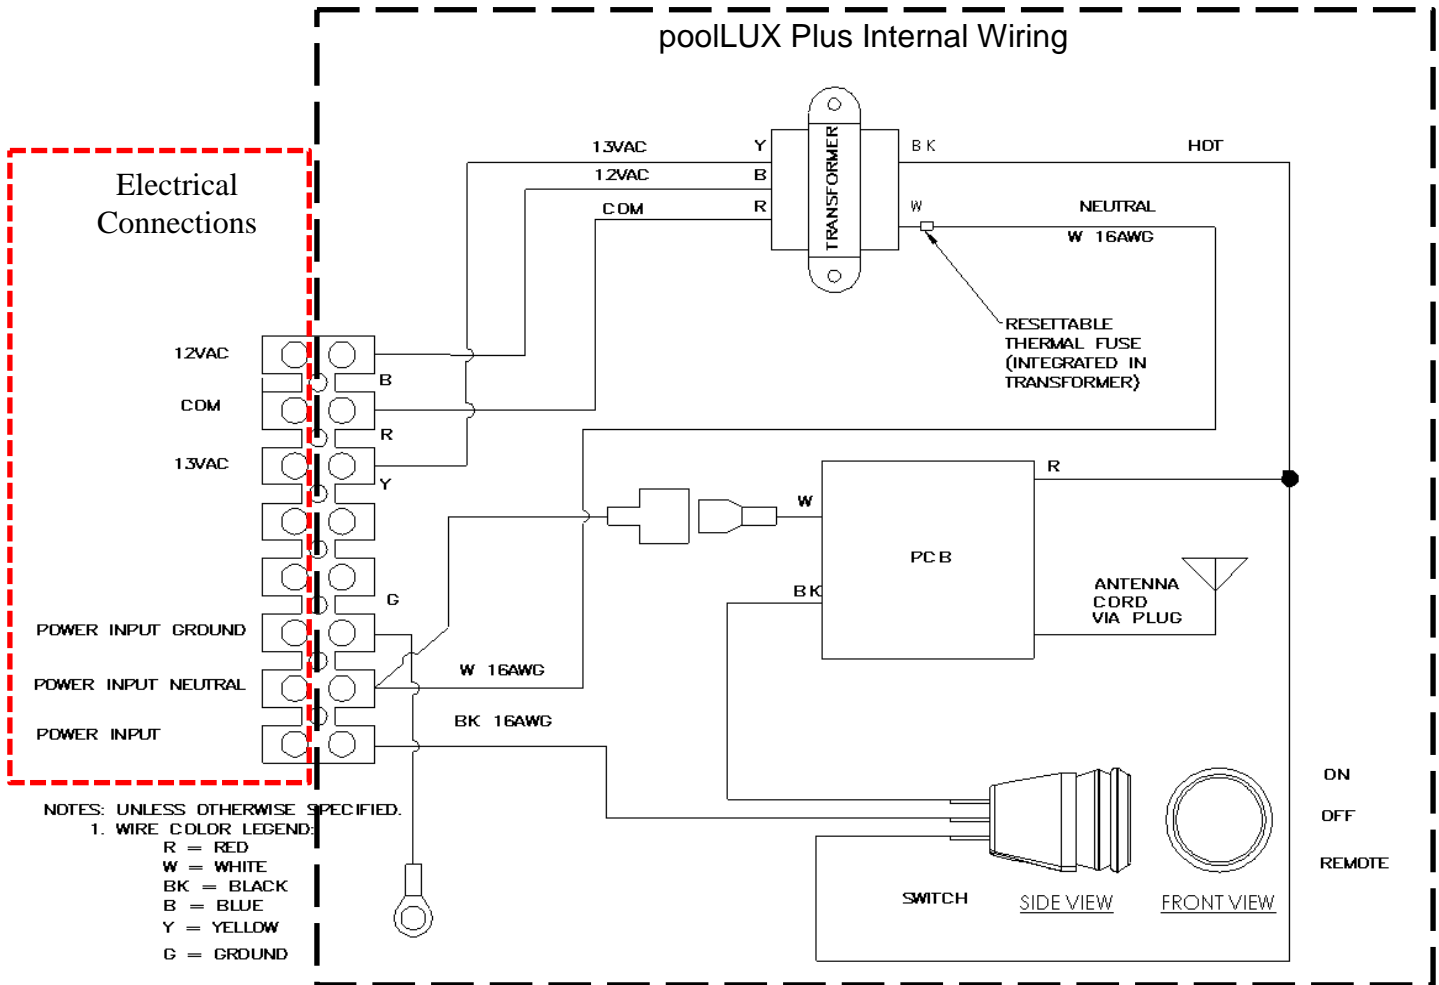 poolLUX Plus Internal Wiring
Electrical
Connections
13VAC
Y
12VAC
B
COM
R
TRANSFORMER
BK
HOT
W
NEUTRAL
W 16AWG
RESETTABLE
THERMAL FUSE
(INTEGRATED IN
TRANSFORMER)
12VAC
B
COM
R
13VAC
Y
G
POWER INPUT GROUND
POWER INPUT NEUTRAL
POWER INPUT
W 16AWG
BK 16AWG
W
BK
PCB
R
ANTENNA
CORD
VIA PLUG
SWITCH
SIDE VIEW
FRONT VIEW
ON
OFF
REMOTE
NOTES: UNLESS OTHERWISE SPECIFIED.
1. WIRE COLOR LEGEND:
R = RED
W = WHITE
BK = BLACK
B = BLUE
Y = YELLOW
G = GROUND